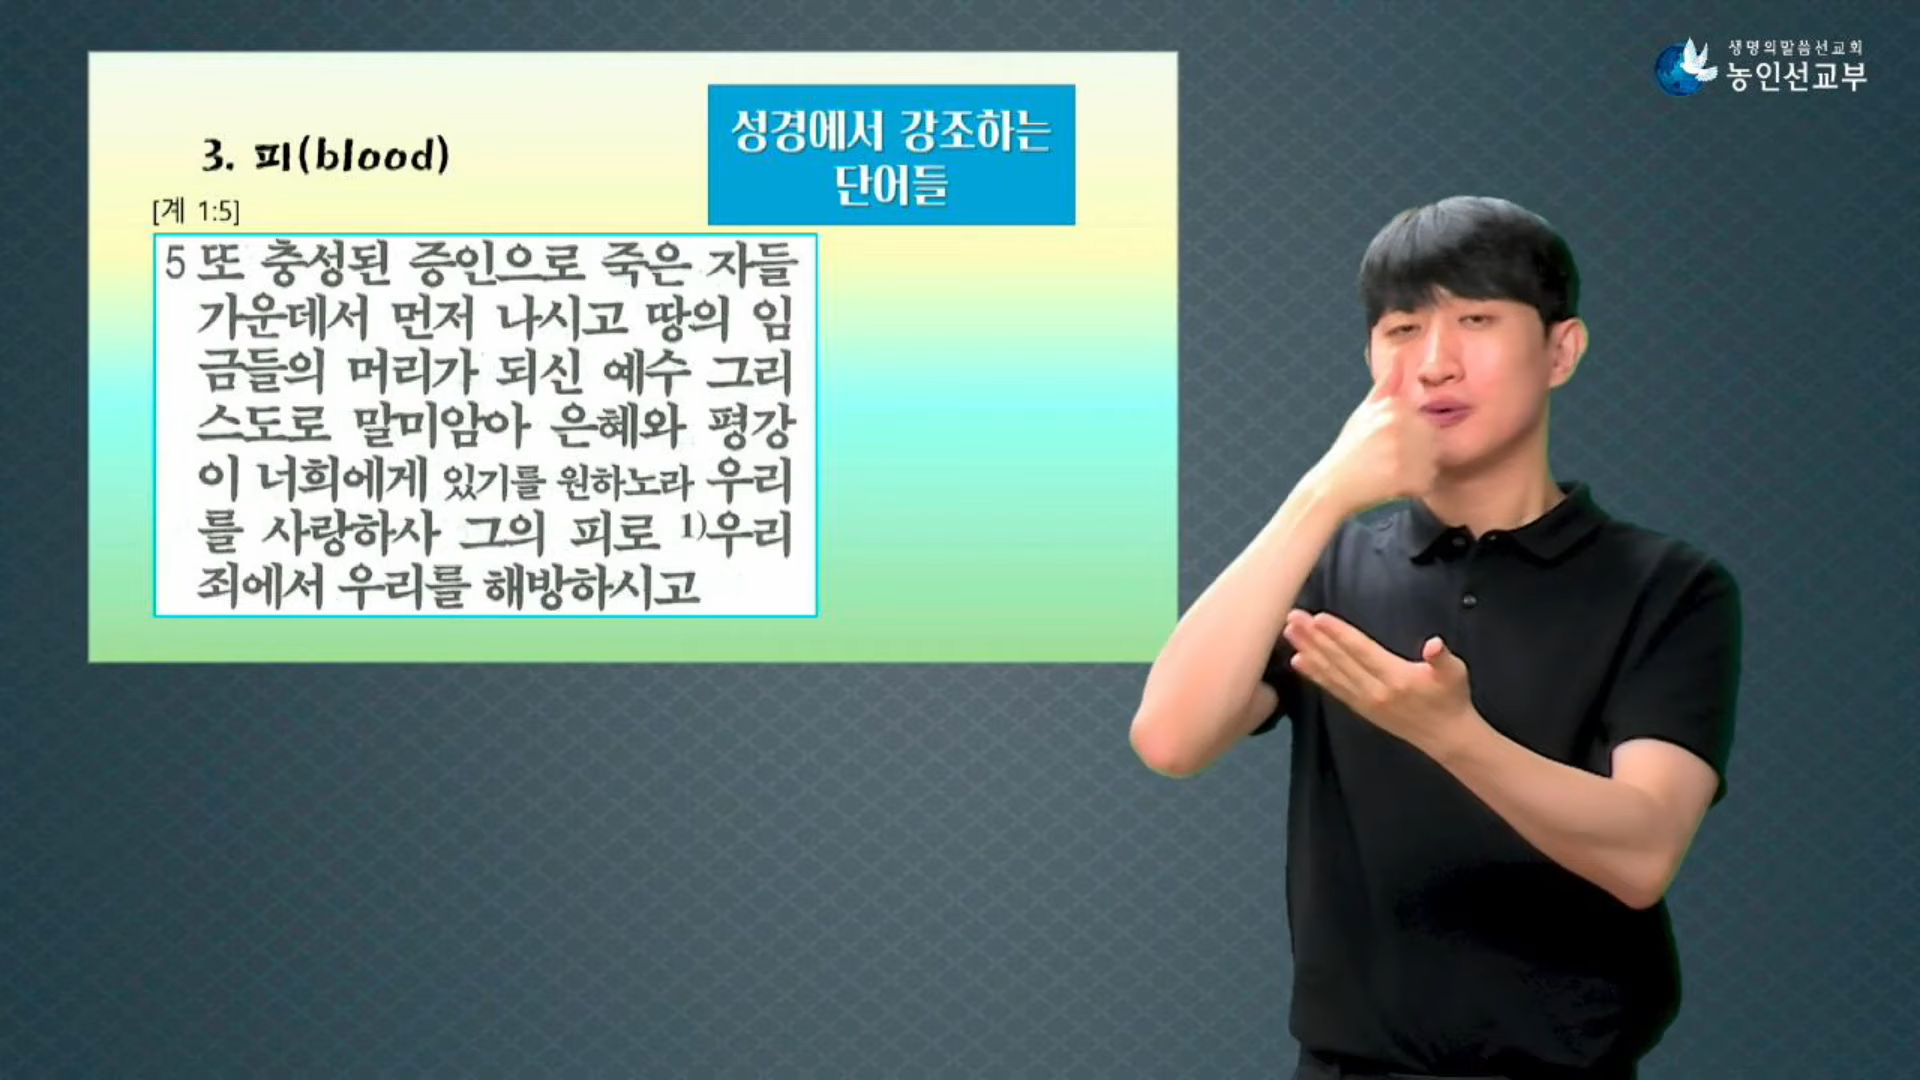 생명의말씀선교회
농인선교부
성경에서 강조하는
단어들
3. 피(blood)
[계 1:5]
5 또 충성된 증인으로 죽은 자들
가운데서 먼저 나시고 땅의 임
금들의 머리가 되신 예수 그리
스도로 말미암아 은혜와 평강
이 너희에게 있기를 원하노라 우리
를 사랑하사 그의 피로 1)우리
죄에서 우리를 해방하시고